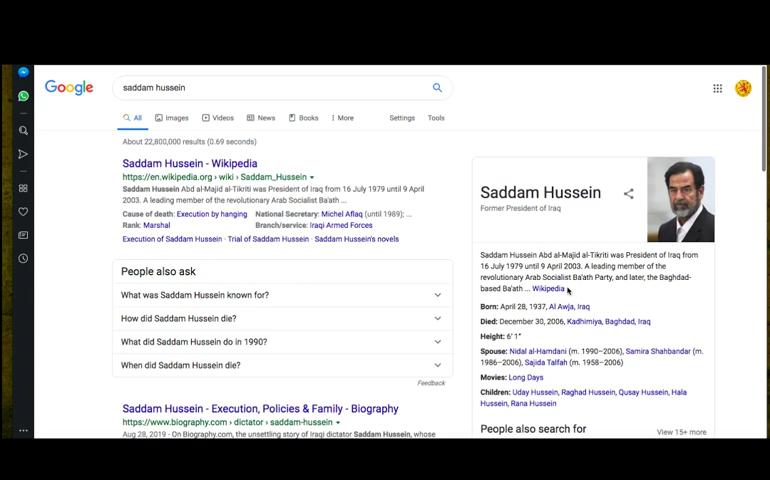 Google
saddam hussein
All
Images
Videos
News
Books
More
Settings
Tools
About 22,800,000 results (0.69 seconds)
Saddam Hussein - Wikipedia
https://en.wikipedia.org › wiki › Saddam_Hussein
Saddam Hussein Abd al-Majid al-Tikriti was President of Iraq from 16 July 1979 until 9 April
2003. A leading member of the revolutionary Arab Socialist Ba'ath ...
Cause of death: Execution by hanging National Secretary: Michel Aflaq (until 1989); ...
Rank: Marshal Branch/service: Iraqi Armed Forces
Execution of Saddam Hussein · Trial of Saddam Hussein · Saddam Hussein's novels
People also ask
What was Saddam Hussein known for?
How did Saddam Hussein die?
What did Saddam Hussein do in 1990?
When did Saddam Hussein die?
Feedback
Saddam Hussein - Execution, Policies & Family - Biography
https://www.biography.com › dictator › saddam-hussein
Aug 28, 2019 - On Biography.com, the unsettling story of Iraqi dictator Saddam Hussein, whose
Saddam Hussein
Former President of Iraq
Saddam Hussein Abd al-Majid al-Tikriti was President of Iraq from
16 July 1979 until 9 April 2003. A leading member of the
revolutionary Arab Socialist Ba'ath Party, and later, the Baghdad-
based Ba'ath ... Wikipedia
Born: April 28, 1937, Al Awja, Iraq
Died: December 30, 2006, Kadhimiya, Baghdad, Iraq
Height: 6' 1"
Spouse: Nidal al-Hamdani (m. 1990–2006), Samira Shahbandar (m.
1986–2006), Sajida Talfah (m. 1958–2006)
Movies: Long Days
Children: Uday Hussein, Raghad Hussein, Qusay Hussein, Hala
Hussein, Rana Hussein
People also search for
View 15+ more